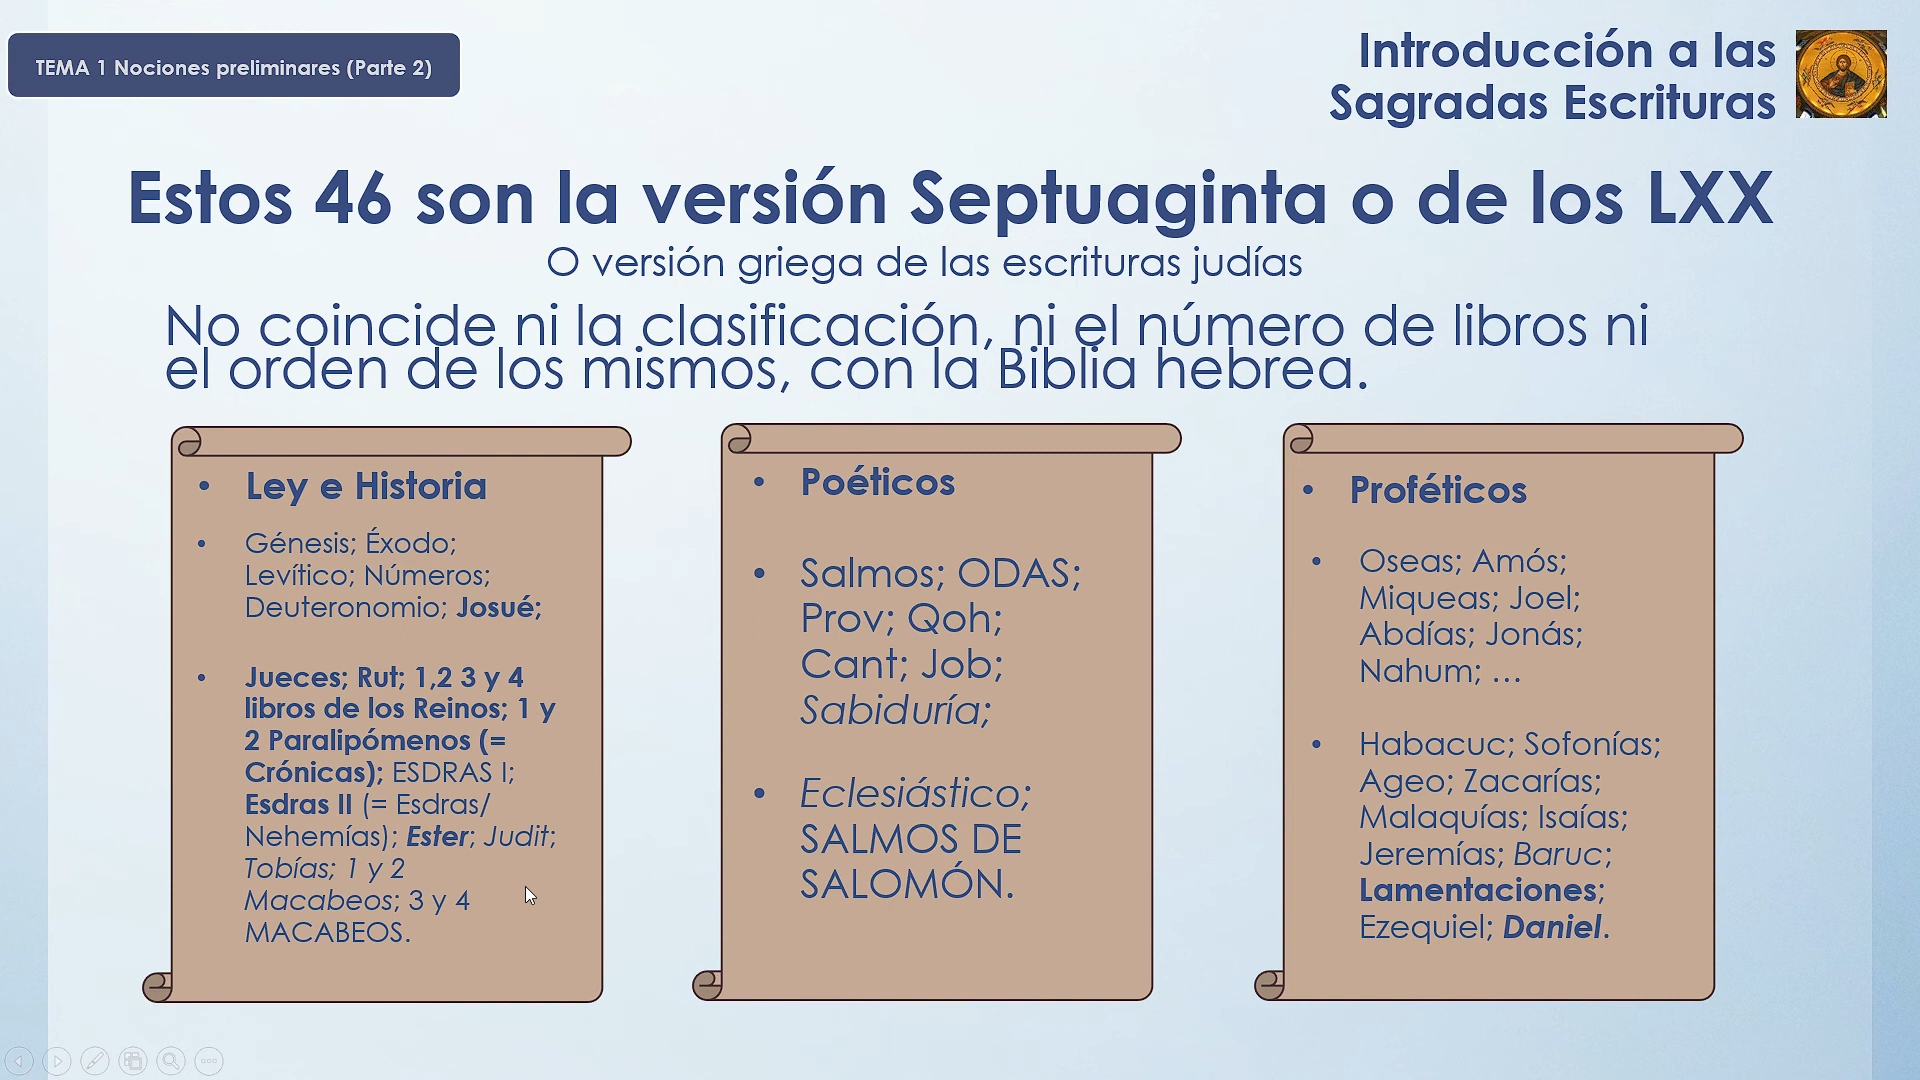 TEMA 1 Nociones preliminares (Parte 2)
Introducción a las
Sagradas Escrituras
Estos 46 son la versión Septuaginta o de los LXX
O versión griega de las escrituras judías
No coincide ni la clasificación, ni el número de libros ni
el orden de los mismos, con la Biblia hebrea.
• Ley e Historia
• Génesis; Éxodo;
Levítico; Números;
Deuteronomio; Josué;
• Jueces; Rut; 1,2 3 y 4
libros de los Reinos; 1 y
2 Paralipómenos (=
Crónicas); ESDRAS I;
Esdras II (= Esdras/
Nehemías); Ester; Judit;
Tobías; 1 y 2
Macabeos; 3 y 4
MACABEOS.
• Poéticos
• Salmos; ODAS;
Prov; Qoh;
Cant; Job;
Sabiduría;
• Eclesiástico;
SALMOS DE
SALOMÓN.
• Proféticos
• Oseas; Amós;
Miqueas; Joel;
Abdías; Jonás;
Nahum; …
• Habacuc; Sofonías;
Ageo; Zacarías;
Malaquías; Isaías;
Jeremías; Baruc;
Lamentaciones;
Ezequiel; Daniel.